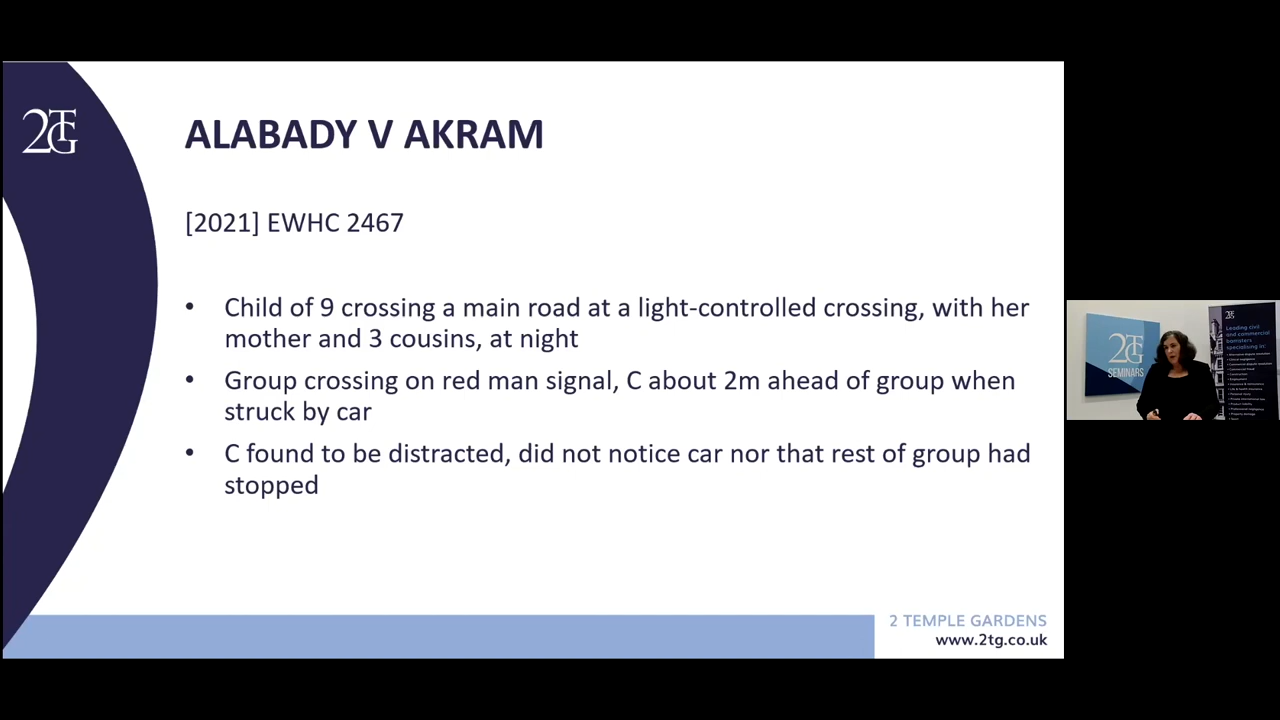 2TG
ALABADY V AKRAM
[2021] EWHC 2467
• Child of 9 crossing a main road at a light-controlled crossing, with her
mother and 3 cousins, at night
• Group crossing on red man signal, C about 2m ahead of group when
struck by car
• C found to be distracted, did not notice car nor that rest of group had
stopped
2 TEMPLE GARDENS
www.2tg.co.uk
2TG
SEMINARS
2TG
Leading civil
and commercial
barristers
specialising in: